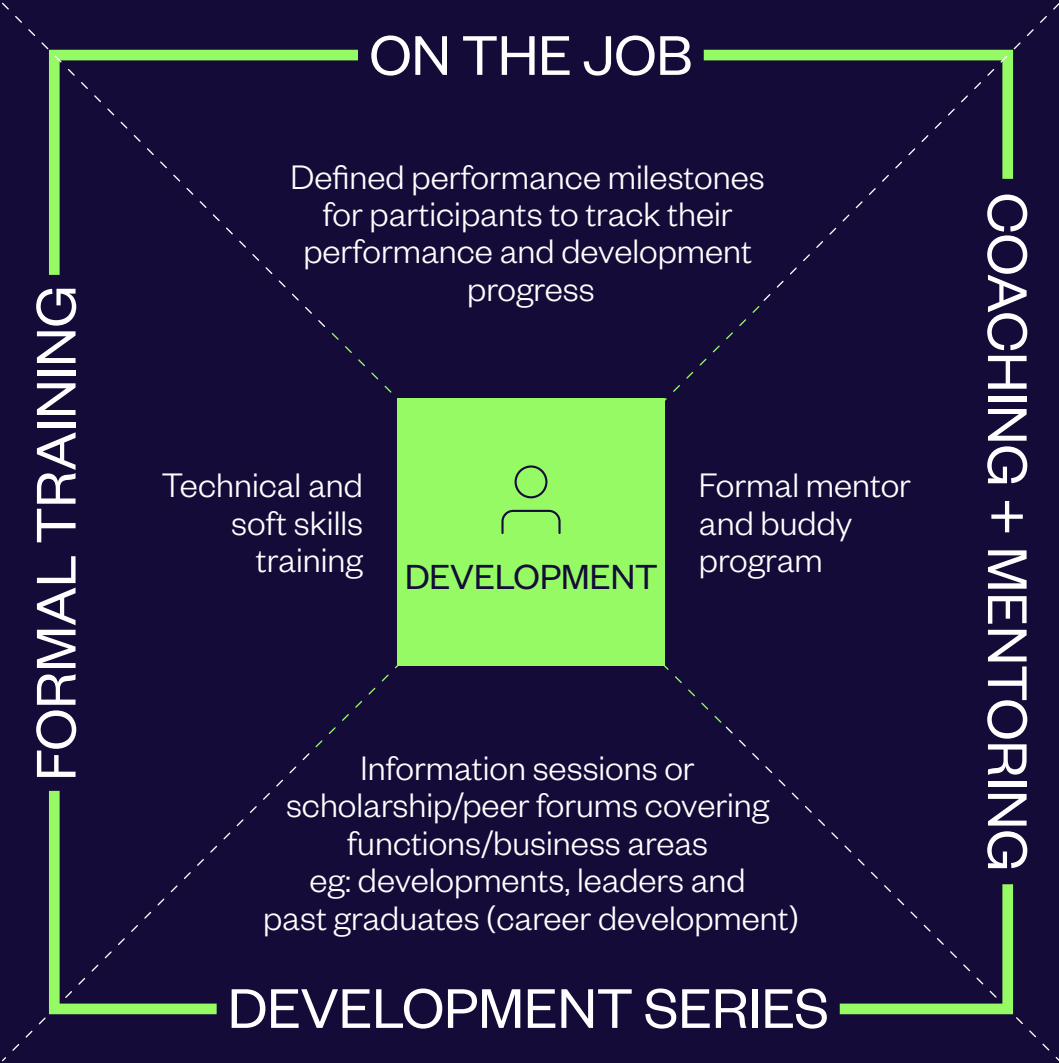 ON THE JOB
Defined performance milestones
for participants to track their
performance and development
progress
FORMAL TRAINING
Technical and
soft skills
training
DEVELOPMENT
Formal mentor
and buddy
program
COACHING + MENTORING
Information sessions or
scholarship/peer forums covering
functions/business areas
eg: developments, leaders and
past graduates (career development)
DEVELOPMENT SERIES